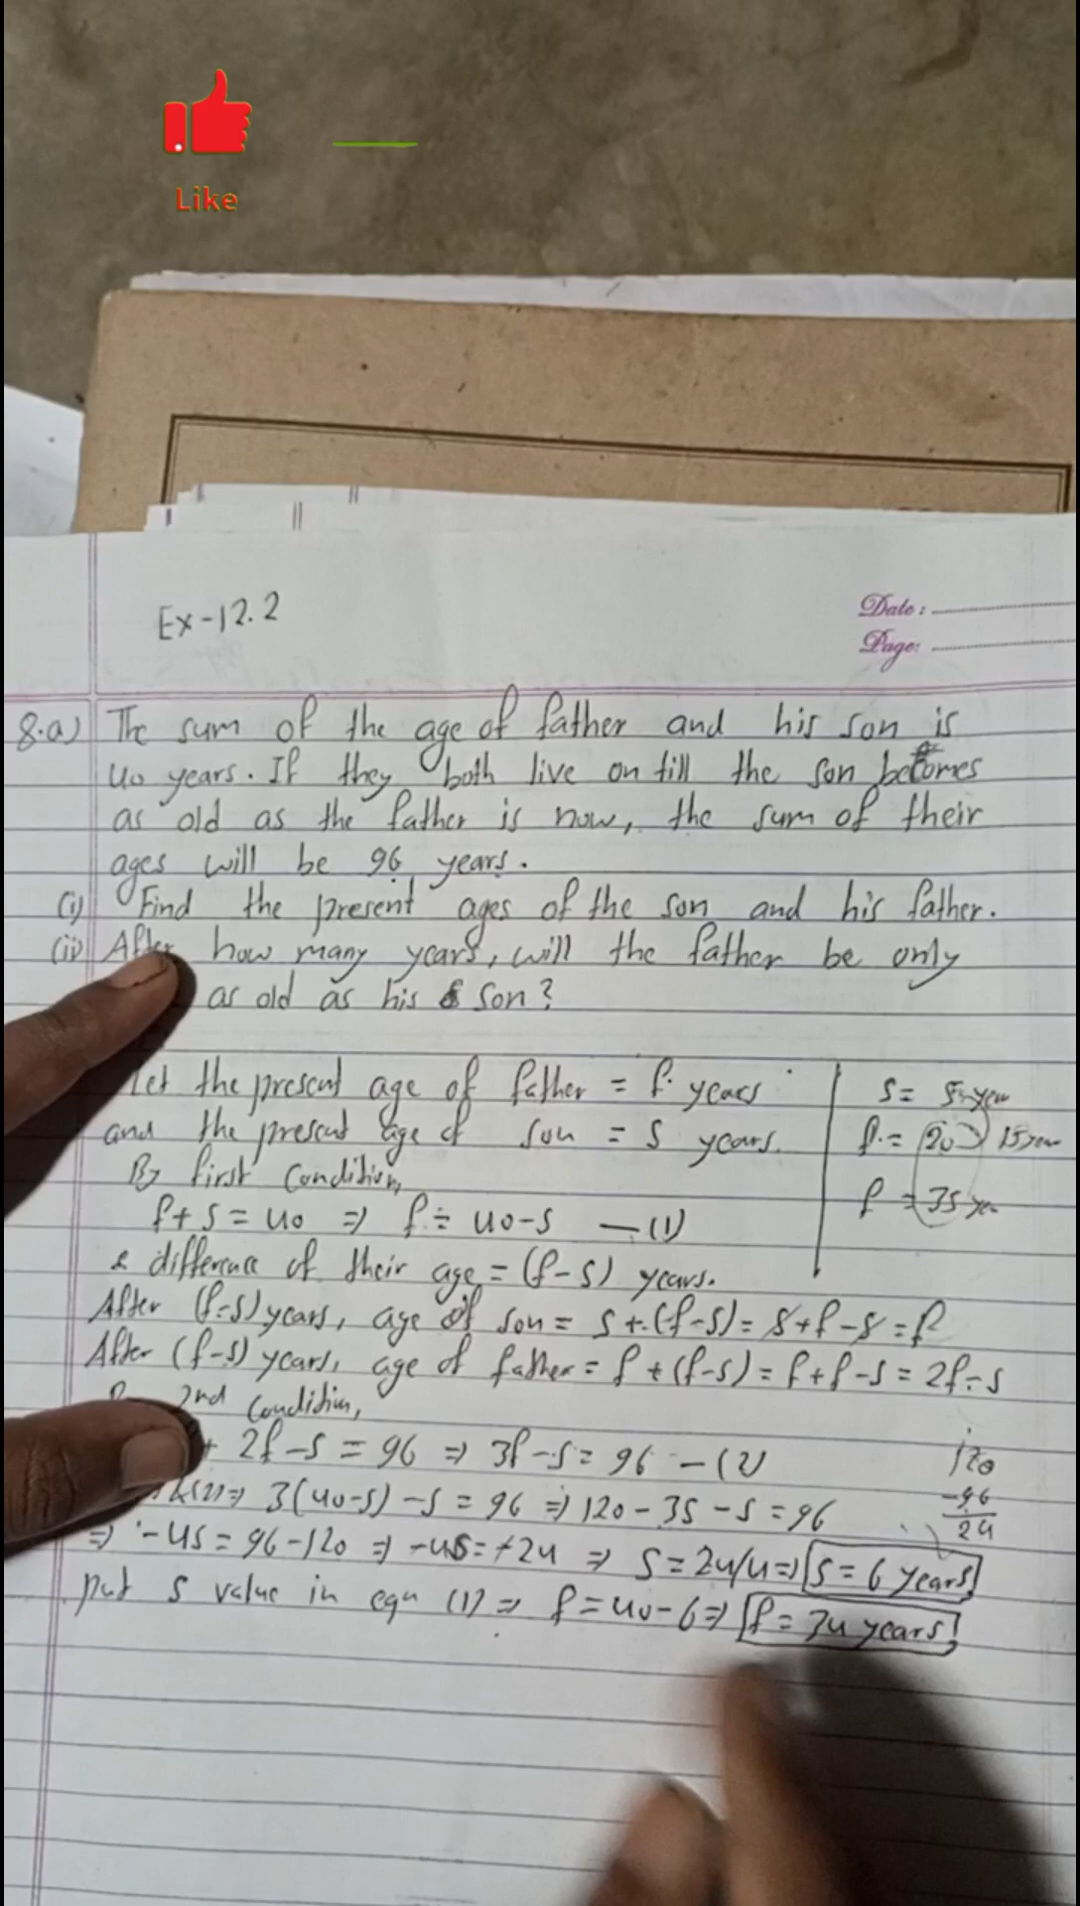 Like
Ex-12.2
Date:
Page:
8.a) The sum of the age of father and his son is
40 years. If they both live on till the son becomes
as old as the father is now, the sum of their
ages will be 96 years.
(i) Find the present ages of the son and his father.
(ii) After how many years, will the father be only
as old as his son?
Let the present age of father = f. years
and the present age of son = s years.
By first Condition,
f + s = 40 ⇒ f = 40-s —(1)
& difference of their age = (f-s) years.
After (f-s) years, age of son = s + (f-s) = s+f-s = f
After (f-s) years, age of father = f + (f-s) = f+f-s = 2f-s
2nd Condition,
+ 2f-s = 96 ⇒ 3f-s = 96 -(2)
⇒ 3(40-s) -s = 96 ⇒ 120-3s-s = 96
⇒ -4s = 96-120 ⇒ -4s = -24 ⇒ s = 24/4 ⇒ s = 6 years
put s value in eqn (1) ⇒ f = 40-6 ⇒ f = 34 years
s = 5 year
f = 20 15 year
f = 35
120
-96
24